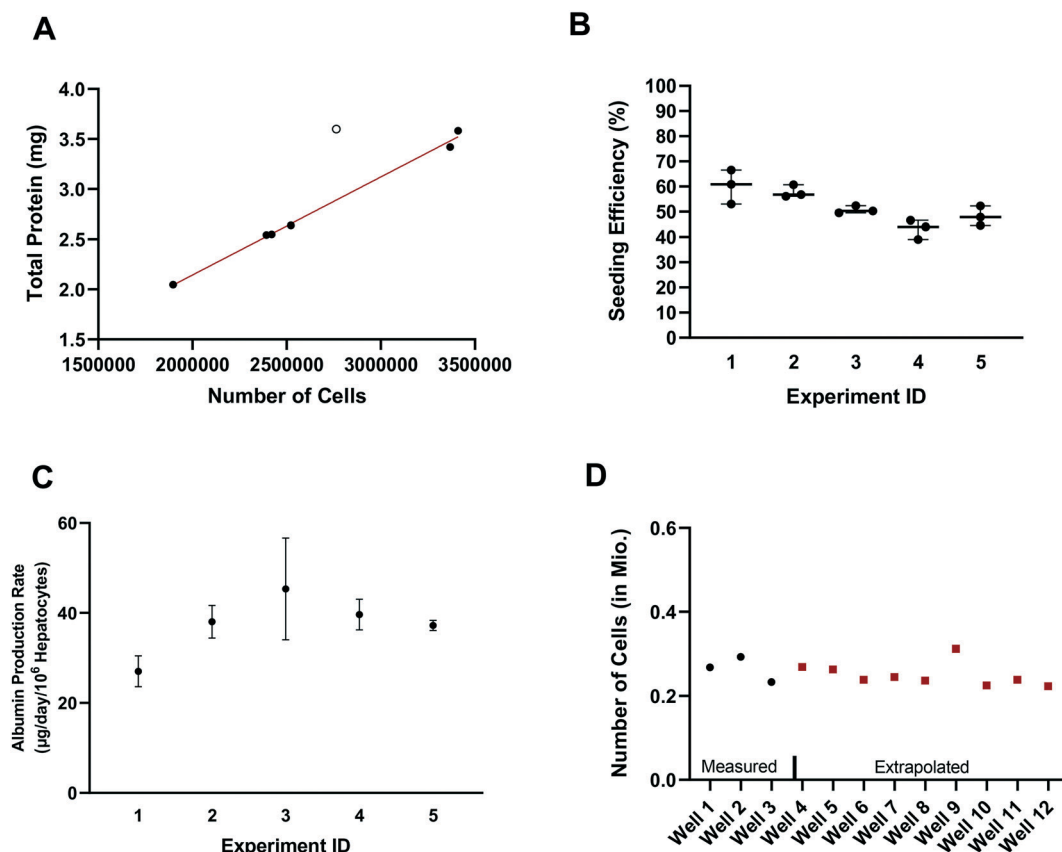 A
4.0
3.5
3.0
2.5
2.0
1.5
Total Protein (mg)
1500000 2000000 2500000 3000000 3500000
Number of Cells
B
100
90
80
70
60
50
40
30
20
10
0
Seeding Efficiency (%)
1 2 3 4 5
Experiment ID
C
60
40
20
0
Albumin Production Rate
(µg/day/10⁶ Hepatocytes)
1 2 3 4 5
Experiment ID
D
0.6
0.4
0.2
0.0
Number of Cells (in Mio.)
Measured Extrapolated
Well 1
Well 2
Well 3
Well 4
Well 5
Well 6
Well 7
Well 8
Well 9
Well 10
Well 11
Well 12